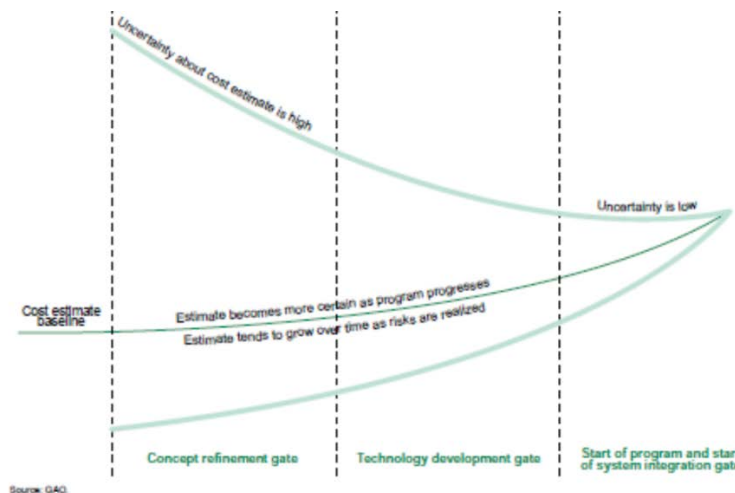 Uncertainty about cost estimate is high
Uncertainty is low
Cost estimate
baseline
Estimate becomes more certain as program progresses
Estimate tends to grow over time as risks are realized
Concept refinement gate
Technology development gate
Start of program and start
of system integration gate
Source: GAO.